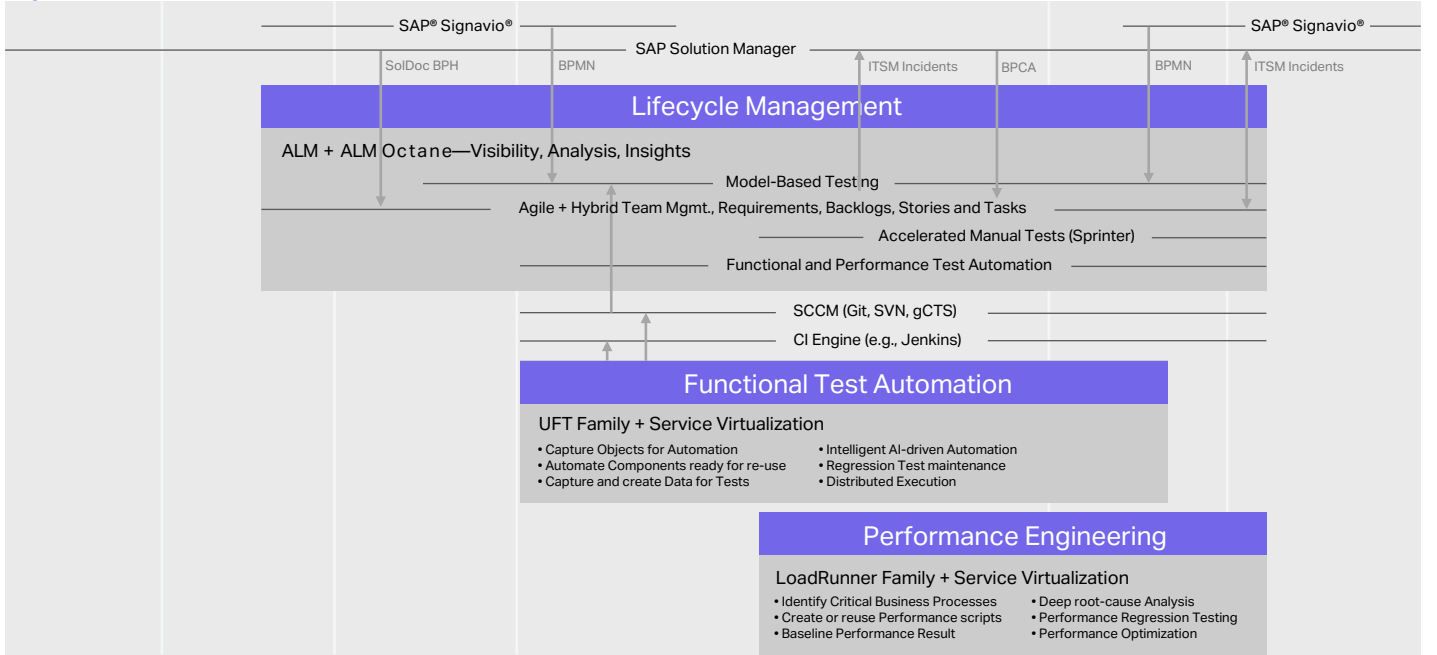 SAP® Signavio®
SAP® Signavio®
SAP Solution Manager
SolDoc BPH
BPMN
ITSM Incidents
BPCA
BPMN
ITSM Incidents
Lifecycle Management
ALM + ALM Octane—Visibility, Analysis, Insights
Model-Based Testing
Agile + Hybrid Team Mgmt., Requirements, Backlogs, Stories and Tasks
Accelerated Manual Tests (Sprinter)
Functional and Performance Test Automation
SCCM (Git, SVN, gCTS)
CI Engine (e.g., Jenkins)
Functional Test Automation
UFT Family + Service Virtualization
• Capture Objects for Automation
• Automate Components ready for re-use
• Capture and create Data for Tests
• Intelligent AI-driven Automation
• Regression Test maintenance
• Distributed Execution
Performance Engineering
LoadRunner Family + Service Virtualization
• Identify Critical Business Processes
• Create or reuse Performance scripts
• Baseline Performance Result
• Deep root-cause Analysis
• Performance Regression Testing
• Performance Optimization